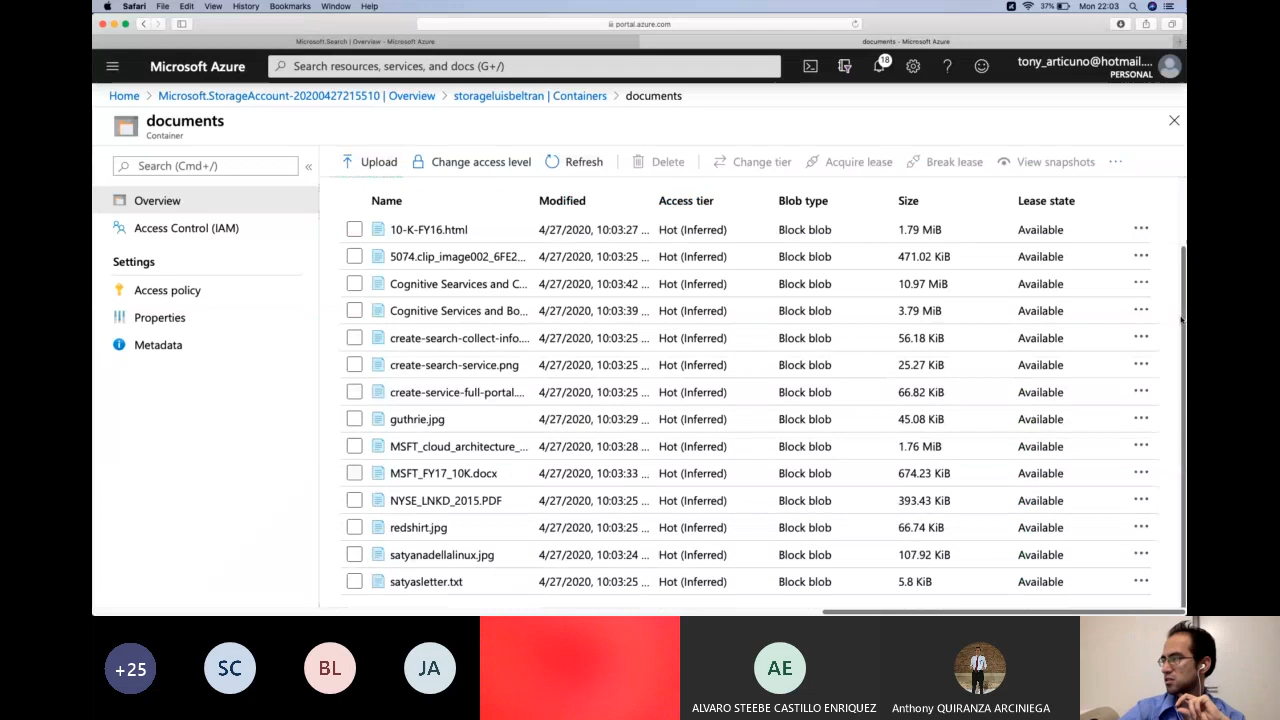 Safari File Edit View History Bookmarks Window Help 37% Mon 22:03
portal.azure.com
Microsoft.Search | Overview - Microsoft Azure documents - Microsoft Azure
Microsoft Azure Search resources, services, and docs (G+/) 18 tony_articuno@hotmail....
PERSONAL
Home > Microsoft.StorageAccount-20200427215510 | Overview > storageluisbeltran | Containers > documents
documents
Container
Search (Cmd+/) «
Upload Change access level Refresh Delete Change tier Acquire lease Break lease View snapshots ...
Overview
Access Control (IAM)
Settings
Access policy
Properties
Metadata
Name Modified Access tier Blob type Size Lease state
10-K-FY16.html 4/27/2020, 10:03:27 ... Hot (Inferred) Block blob 1.79 MiB Available ...
5074.clip_image002_6FE2... 4/27/2020, 10:03:25 ... Hot (Inferred) Block blob 471.02 KiB Available ...
Cognitive Searvices and C... 4/27/2020, 10:03:42 ... Hot (Inferred) Block blob 10.97 MiB Available ...
Cognitive Services and Bo... 4/27/2020, 10:03:39 ... Hot (Inferred) Block blob 3.79 MiB Available ...
create-search-collect-info.... 4/27/2020, 10:03:25 ... Hot (Inferred) Block blob 56.18 KiB Available ...
create-search-service.png 4/27/2020, 10:03:25 ... Hot (Inferred) Block blob 25.27 KiB Available ...
create-service-full-portal.... 4/27/2020, 10:03:25 ... Hot (Inferred) Block blob 66.82 KiB Available ...
guthrie.jpg 4/27/2020, 10:03:29 ... Hot (Inferred) Block blob 45.08 KiB Available ...
MSFT_cloud_architecture_... 4/27/2020, 10:03:28 ... Hot (Inferred) Block blob 1.76 MiB Available ...
MSFT_FY17_10K.docx 4/27/2020, 10:03:33 ... Hot (Inferred) Block blob 674.23 KiB Available ...
NYSE_LNKD_2015.PDF 4/27/2020, 10:03:25 ... Hot (Inferred) Block blob 393.43 KiB Available ...
redshirt.jpg 4/27/2020, 10:03:25 ... Hot (Inferred) Block blob 66.74 KiB Available ...
satyanadellalinux.jpg 4/27/2020, 10:03:24 ... Hot (Inferred) Block blob 107.92 KiB Available ...
satyasletter.txt 4/27/2020, 10:03:25 ... Hot (Inferred) Block blob 5.8 KiB Available ...
+25 SC BL JA AE
ALVARO STEEBE CASTILLO ENRIQUEZ Anthony QUIRANZA ARCINIEGA